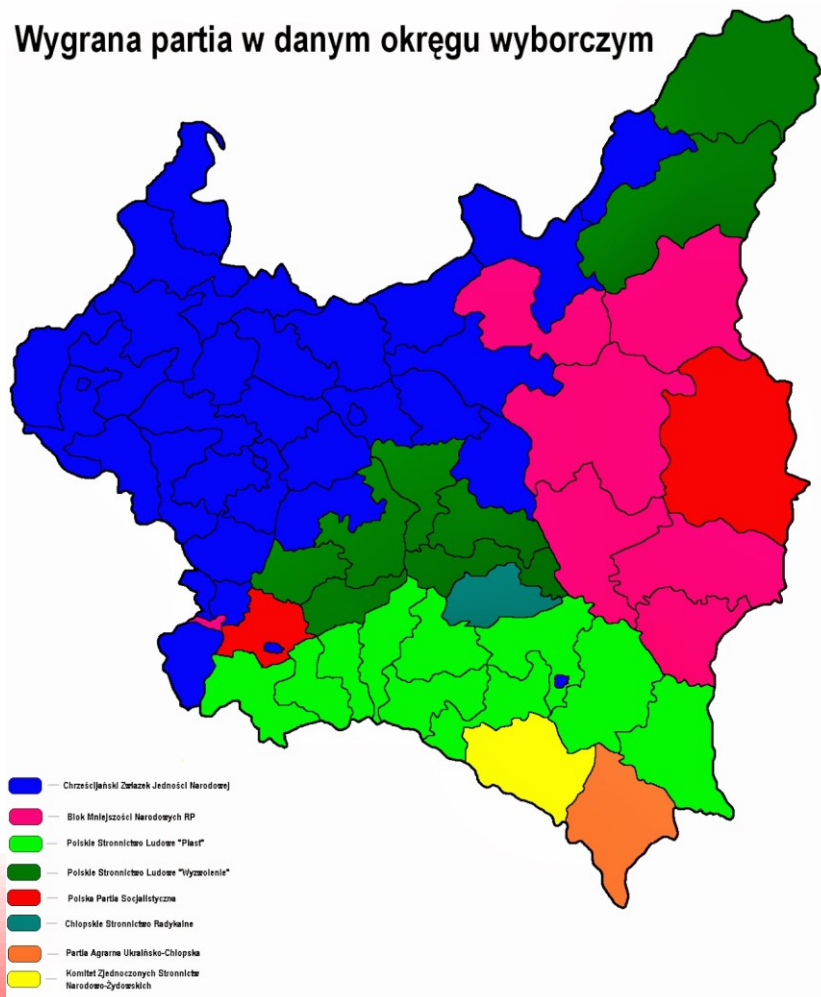 Wygrana partia w danym okręgu wyborczym
Chrześcijański Związek Jedności Narodowej
Blok Mniejszości Narodowych RP
Polskie Stronnictwo Ludowe "Piast"
Polskie Stronnictwo Ludowe "Wyzwolenie"
Polska Partia Socjalistyczna
Chłopskie Stronnictwo Radykalne
Partia Agrarna Ukraińsko-Chłopska
Komitet Zjednoczonych Stronnictw
Narodowo-Żydowskich